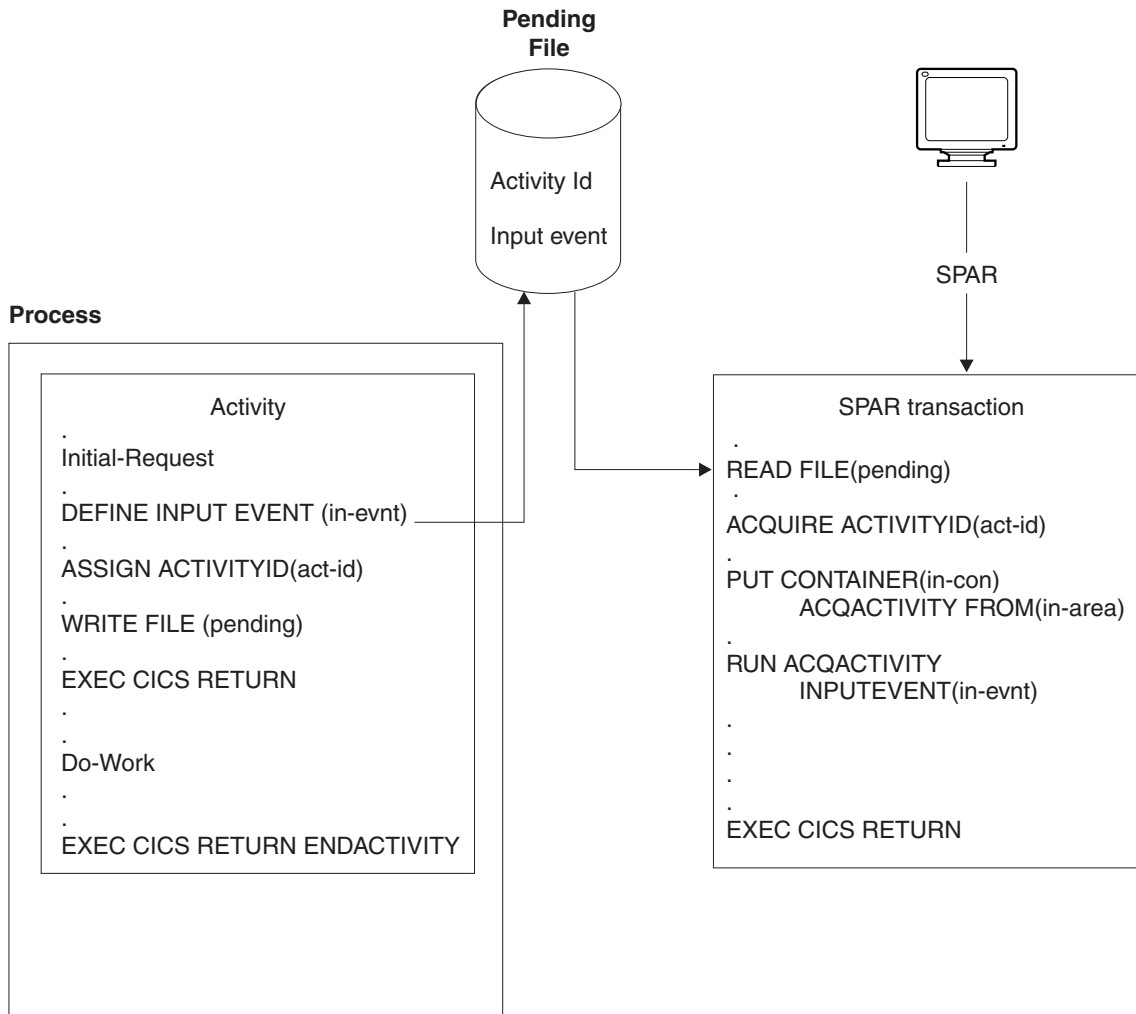 Pending
File
Activity Id
Input event
SPAR
Process
Activity
.
Initial-Request
.
DEFINE INPUT EVENT (in-evnt)
.
ASSIGN ACTIVITYID(act-id)
.
WRITE FILE (pending)
.
EXEC CICS RETURN
.
.
Do-Work
.
.
EXEC CICS RETURN ENDACTIVITY
SPAR transaction
.
READ FILE(pending)
.
ACQUIRE ACTIVITYID(act-id)
.
PUT CONTAINER(in-con)
ACQACTIVITY FROM(in-area)
.
RUN ACQACTIVITY
INPUTEVENT(in-evnt)
.
.
.
.
EXEC CICS RETURN